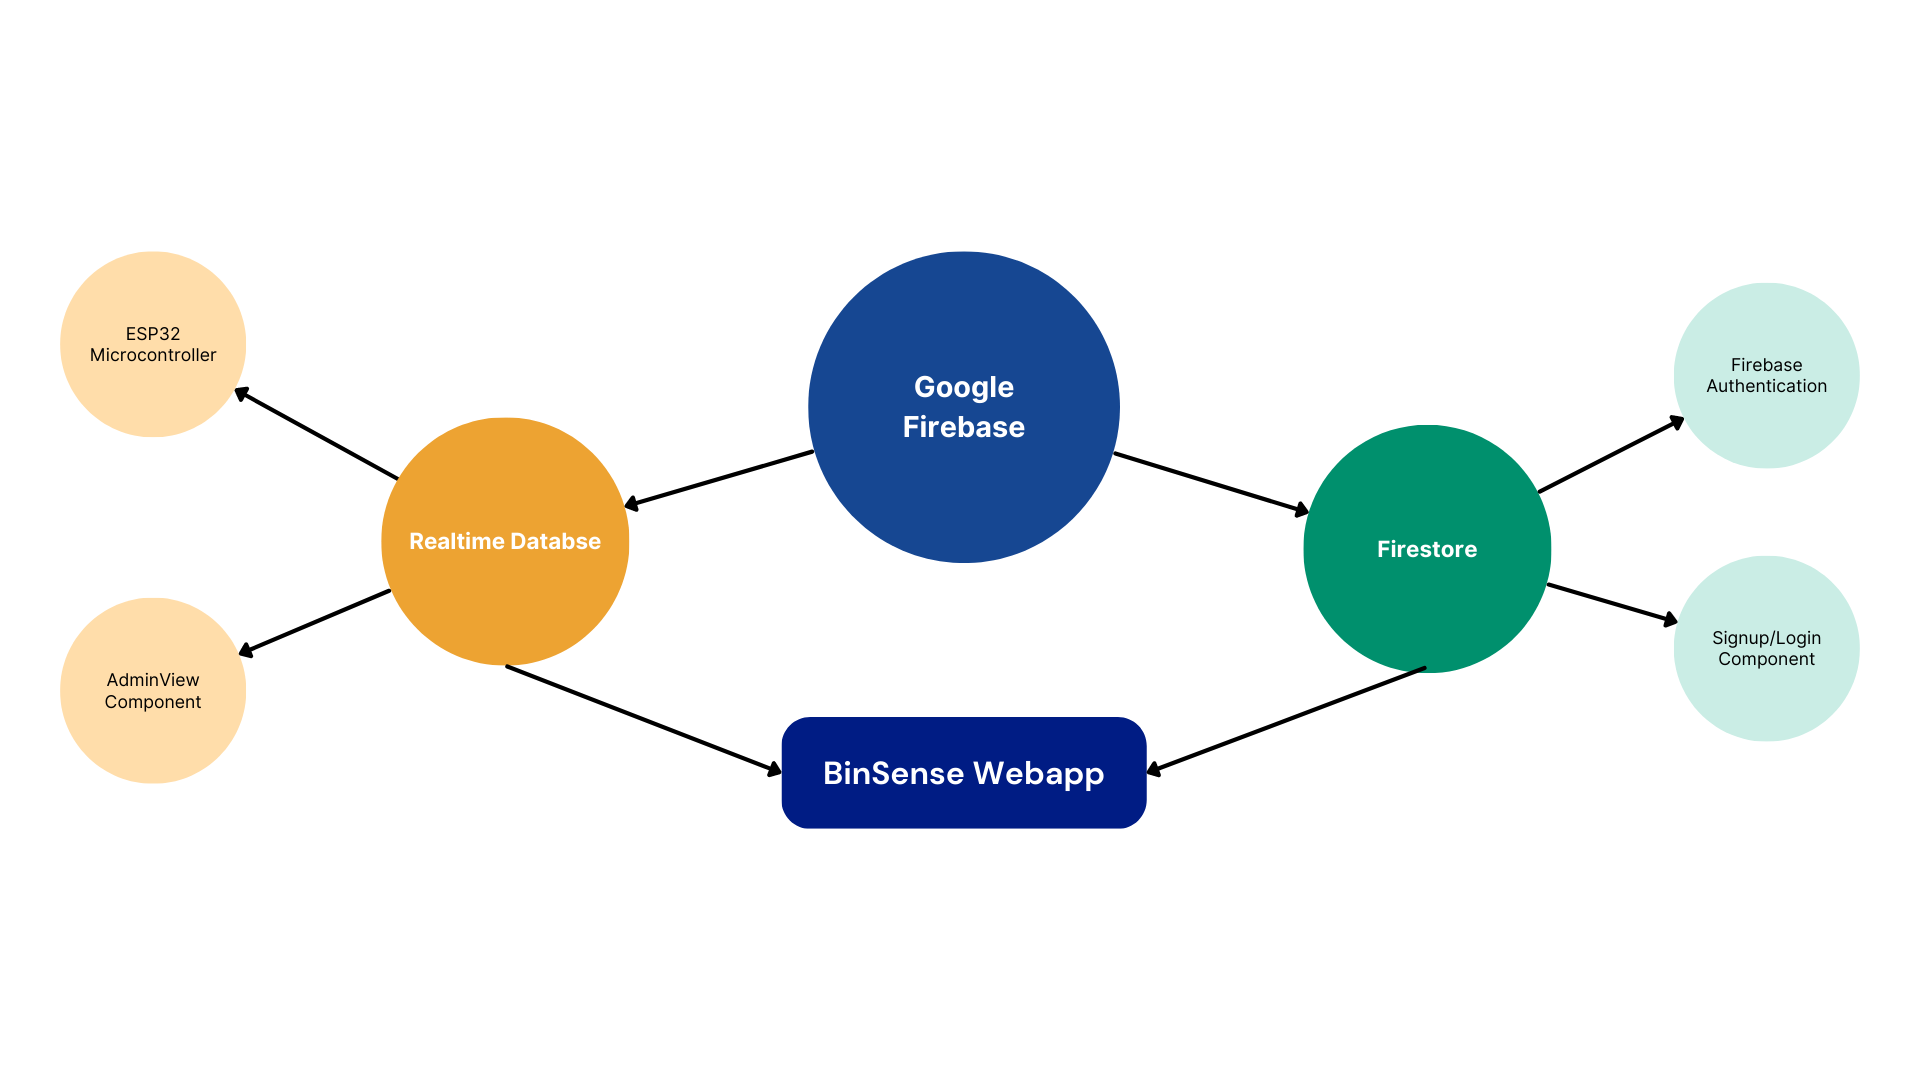 Google
Firebase
ESP32
Microcontroller
Firebase
Authentication
Realtime Databse
Firestore
AdminView
Component
Signup/Login
Component
BinSense Webapp